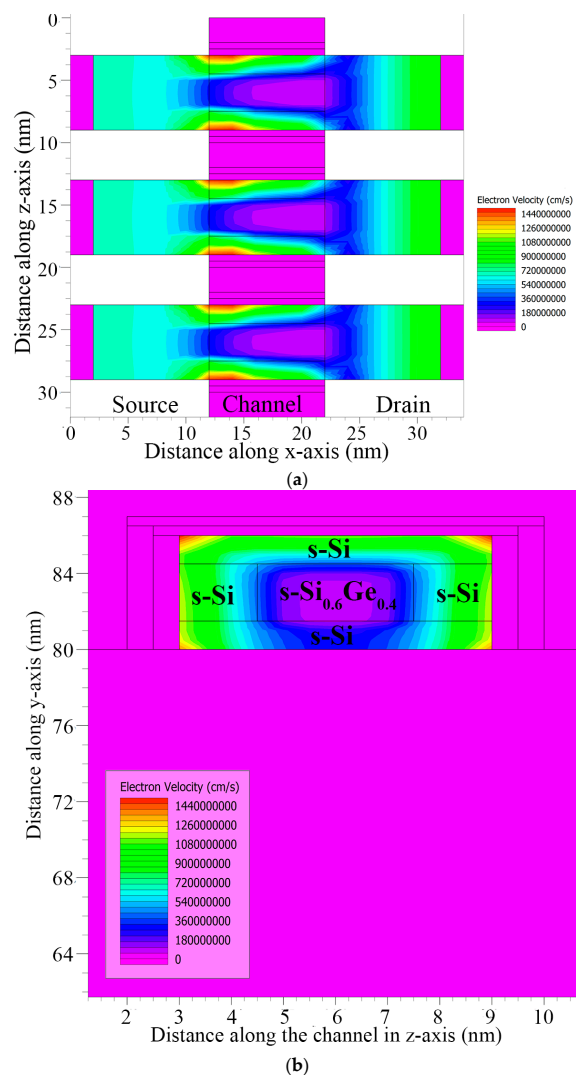 0
5
10
15
20
25
30
Distance along z-axis (nm)
Source Channel Drain
0 5 10 15 20 25 30
Distance along x-axis (nm)
Electron Velocity (cm/s)
1440000000
1260000000
1080000000
900000000
720000000
540000000
360000000
180000000
0
(a)
88
84
80
76
72
68
64
Distance along y-axis (nm)
s-Si
s-Si s-Si0.6Ge0.4 s-Si
s-Si
Electron Velocity (cm/s)
1440000000
1260000000
1080000000
900000000
720000000
540000000
360000000
180000000
0
2 3 4 5 6 7 8 9 10
Distance along the channel in z-axis (nm)
(b)